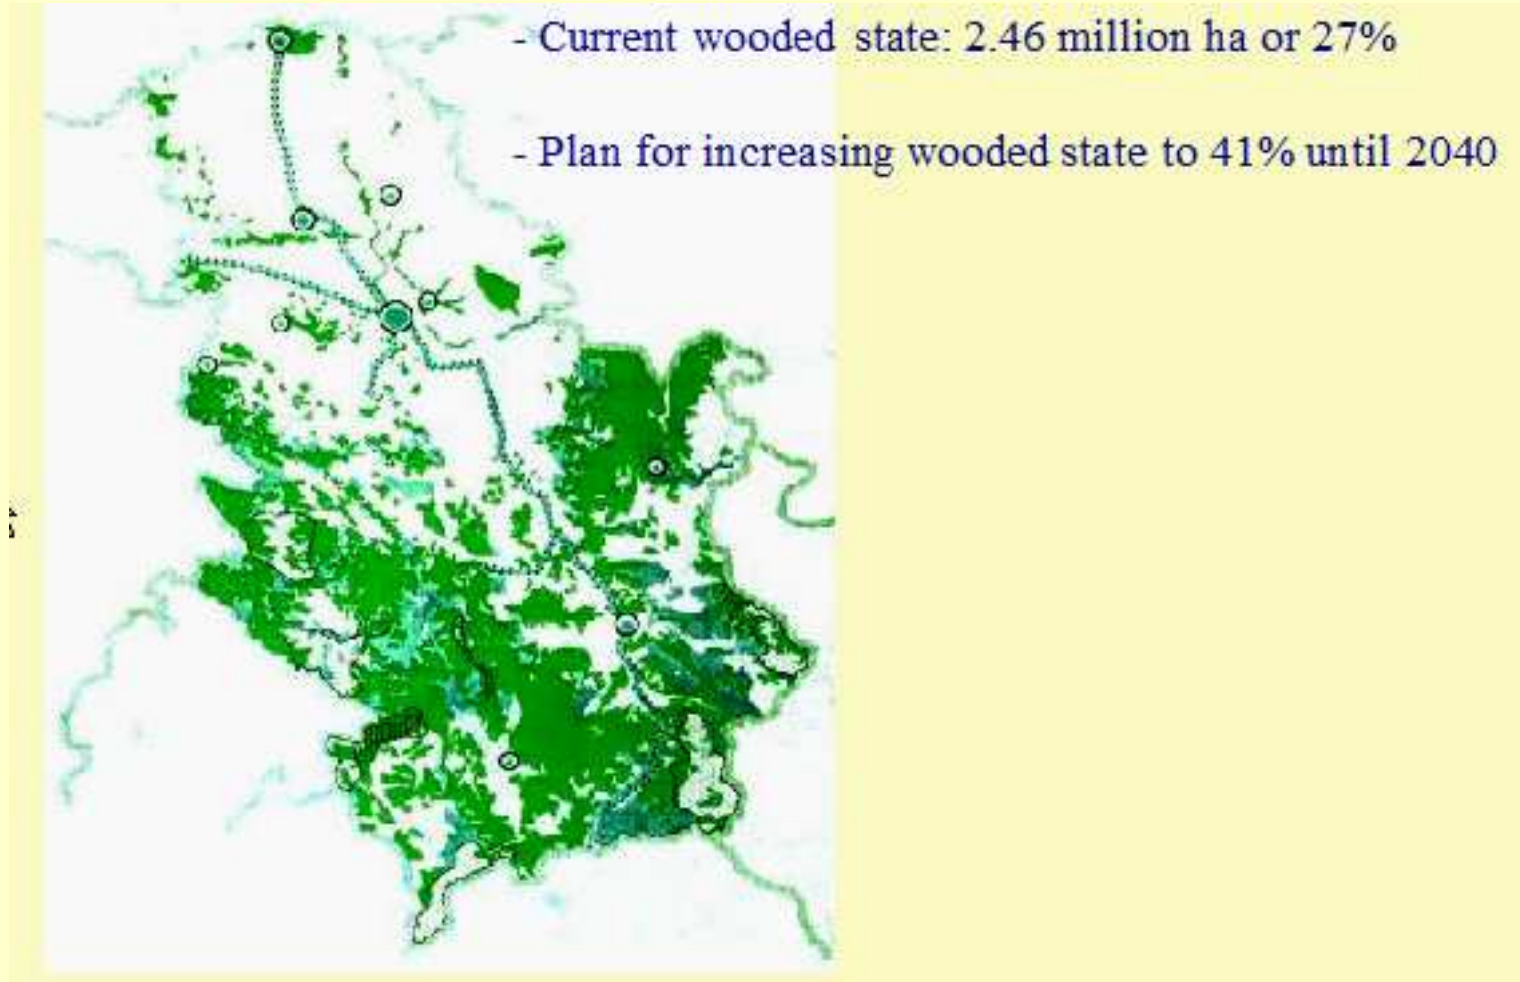 - Current wooded state: 2.46 million ha or 27%
- Plan for increasing wooded state to 41% until 2040